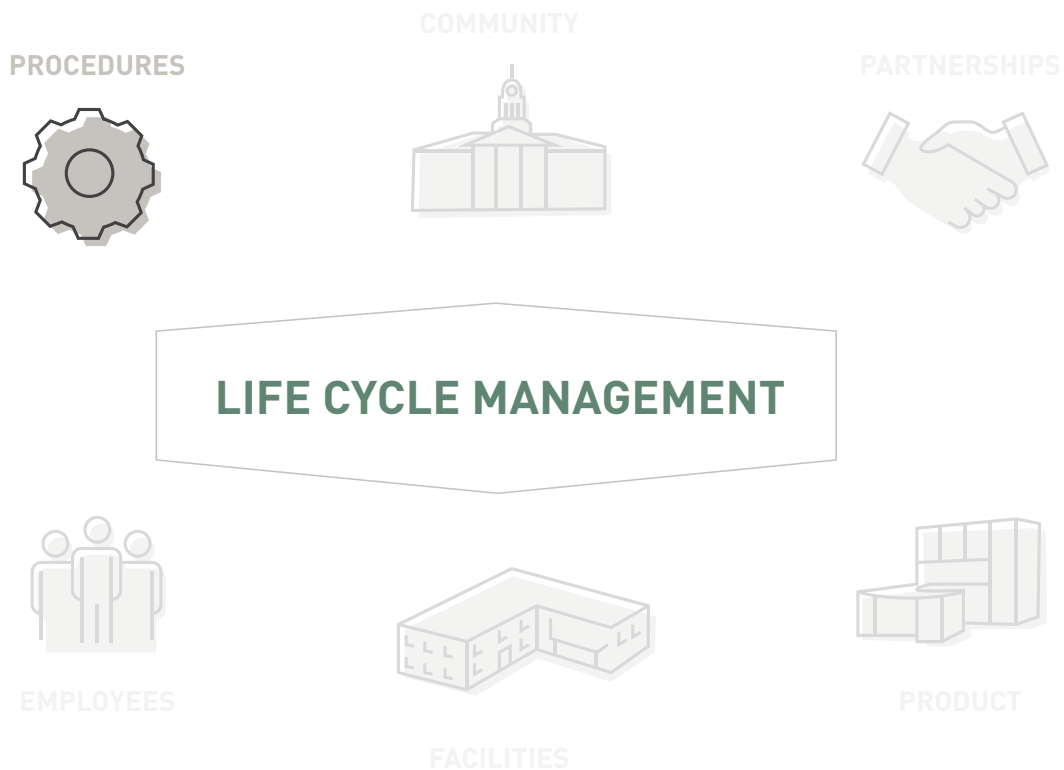 COMMUNITY
PROCEDURES
PARTNERSHIPS
LIFE CYCLE MANAGEMENT
EMPLOYEES
PRODUCT
FACILITIES